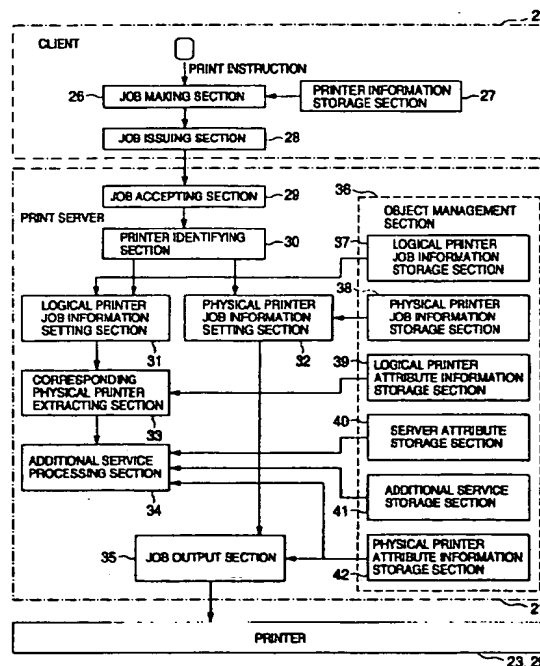 CLIENT
PRINT INSTRUCTION
26
JOB MAKING SECTION
PRINTER INFORMATION
STORAGE SECTION
27
JOB ISSUING SECTION
28
JOB ACCEPTING SECTION
29
PRINT SERVER
PRINTER IDENTIFYING
SECTION
30
36
OBJECT MANAGEMENT
SECTION
37
LOGICAL PRINTER
JOB INFORMATION
STORAGE SECTION
LOGICAL PRINTER
JOB INFORMATION
SETTING SECTION
31
PHYSICAL PRINTER
JOB INFORMATION
SETTING SECTION
32
38
PHYSICAL PRINTER
JOB INFORMATION
STORAGE SECTION
39
LOGICAL PRINTER
ATTRIBUTE INFORMATION
STORAGE SECTION
CORRESPONDING
PHYSICAL PRINTER
EXTRACTING SECTION
33
40
SERVER ATTRIBUTE
STORAGE SECTION
ADDITIONAL SERVICE
PROCESSING SECTION
34
ADDITIONAL SERVICE
STORAGE SECTION
41
35
JOB OUTPUT SECTION
PHYSICAL PRINTER
ATTRIBUTE INFORMATION
STORAGE SECTION
42
PRINTER
23,